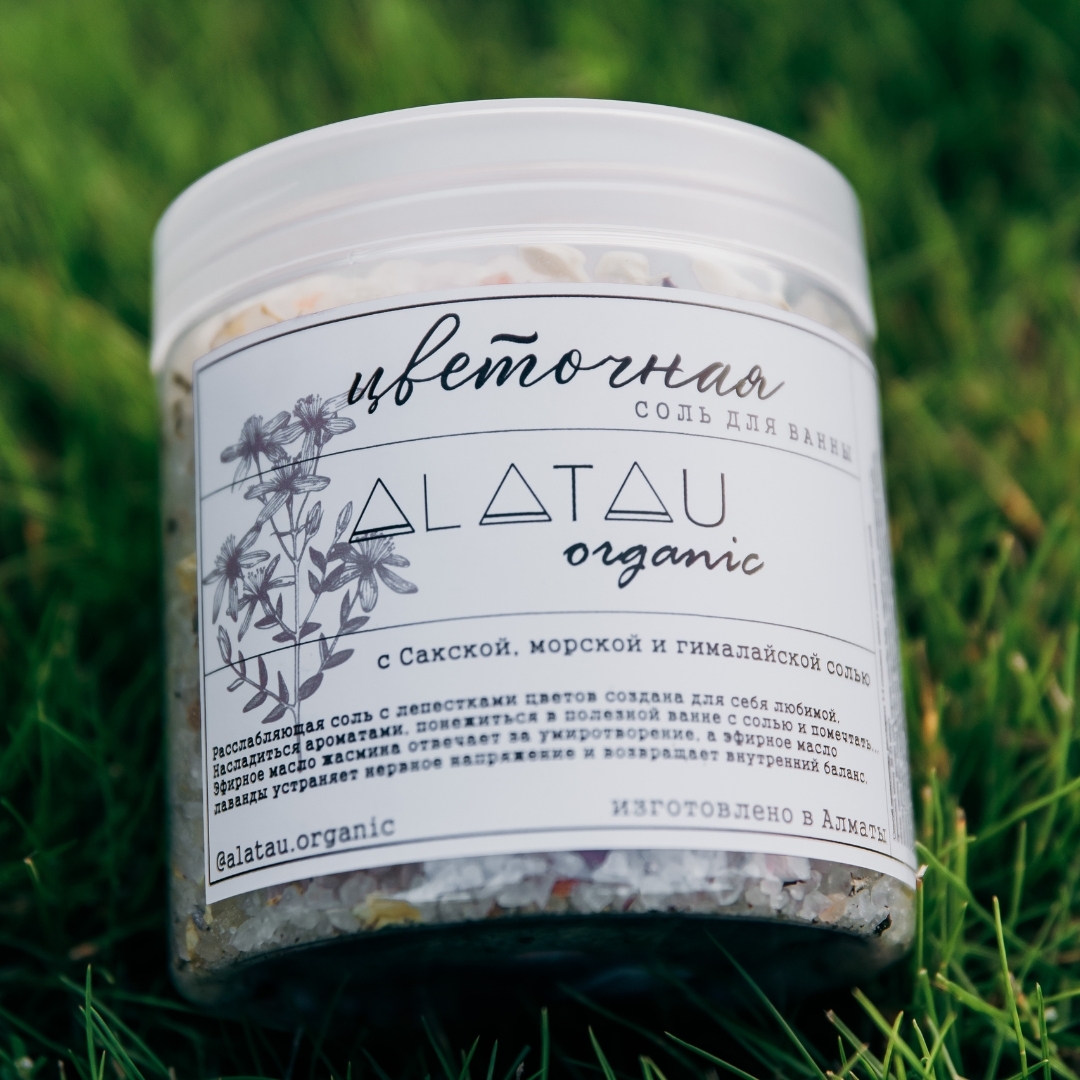 цветочная
соль для ванны
ALATAU
organic
с Сакской, морской и гималайской солью
Расслабляющая соль с лепестками цветов создана для себя любимой.
Насладиться ароматами, понежиться в полезной ванне с солью и помечтать...
Эфирное масло жасмина отвечает за умиротворение, а эфирное масло
лаванды устраняет нервное напряжение и возвращает внутренний баланс.
изготовлено в Алматы
@alatau.organic